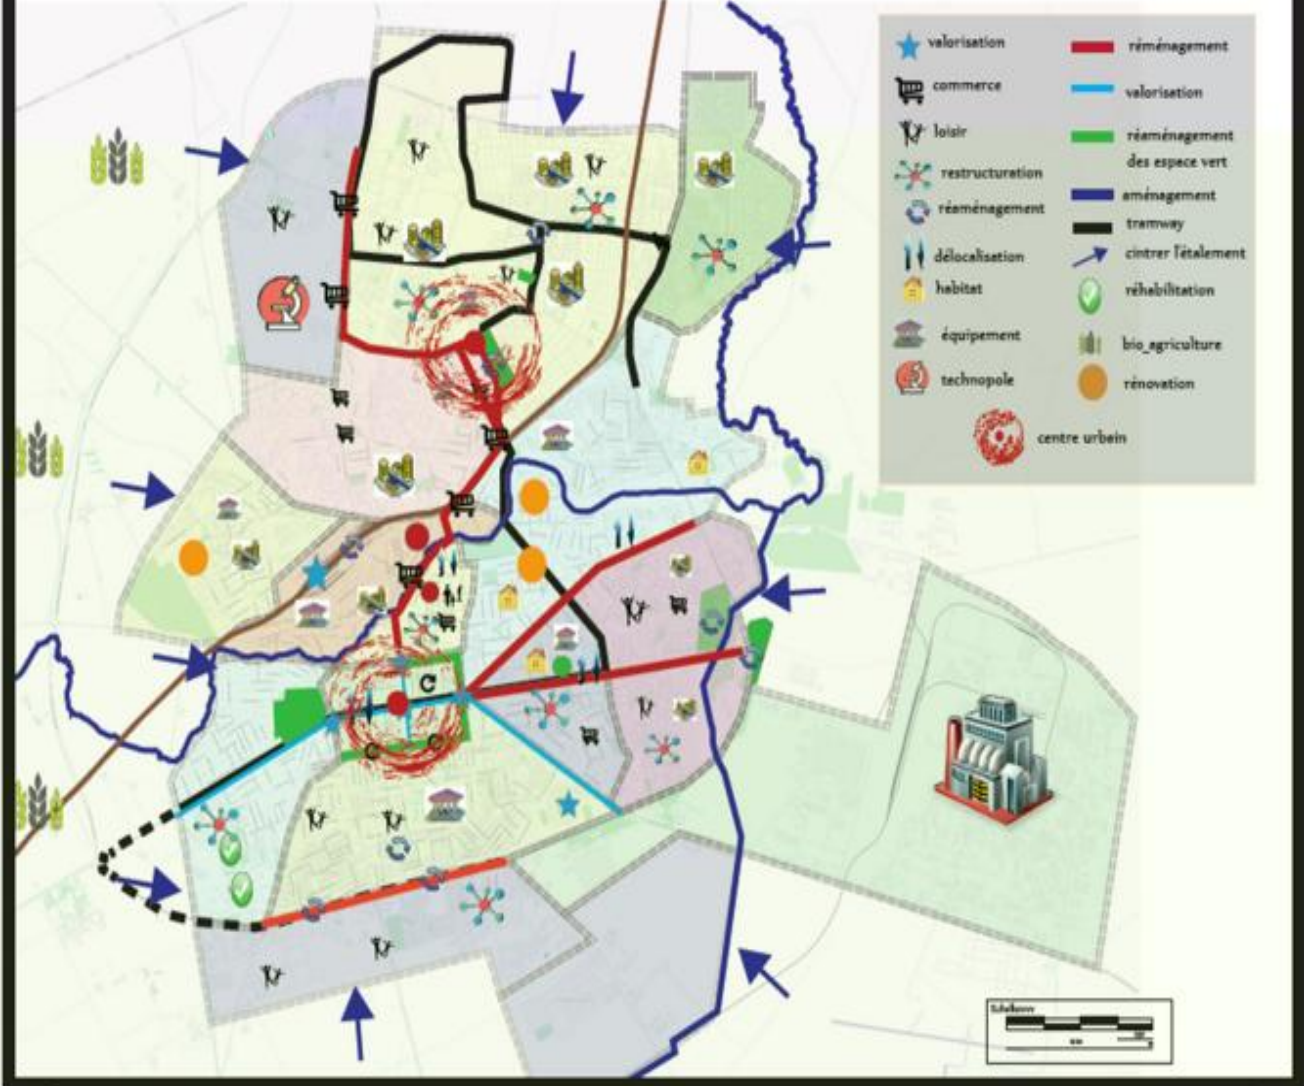 valorisation
commerce
loisir
restructuration
réaménagement
délocalisation
habitat
équipement
technopole
réménagement
valorisation
réaménagement
des espace vert
aménagement
tramway
cintrer l'étalement
réhabilitation
bio_agriculture
rénovation
centre urbain